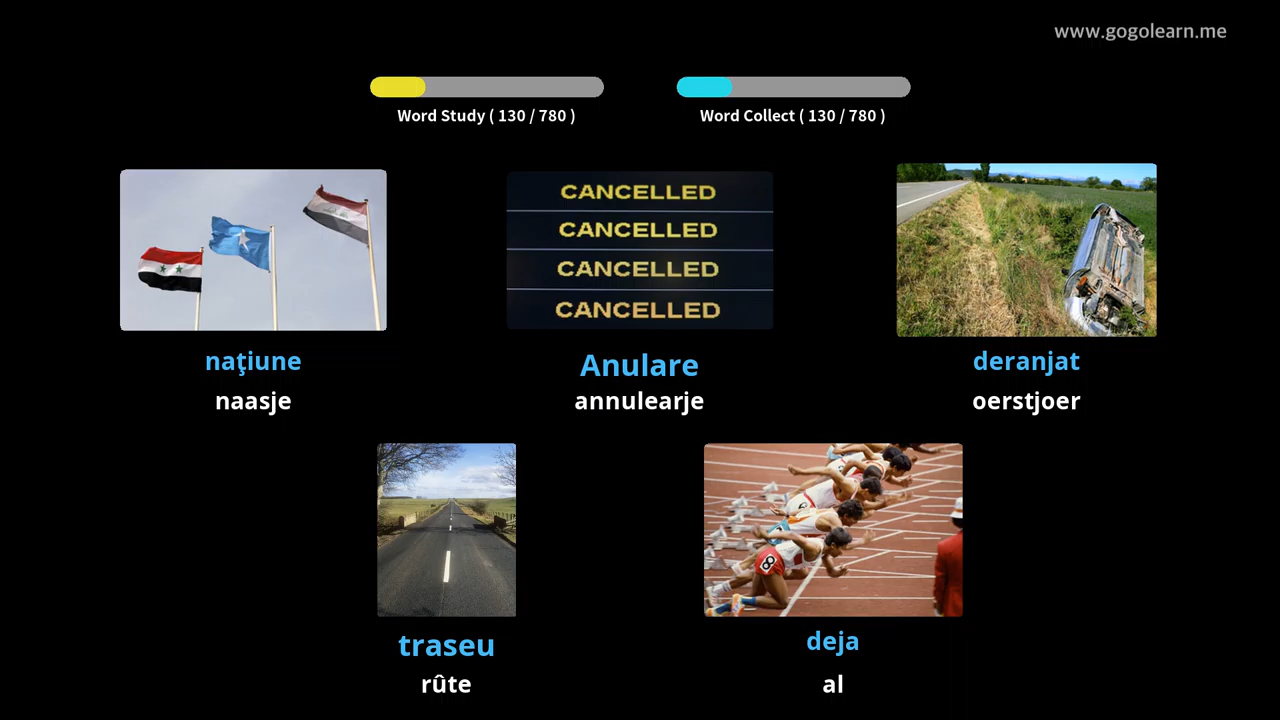 www.gogolearn.me
Word Study ( 130 / 780 )
Word Collect ( 130 / 780 )
CANCELLED
CANCELLED
CANCELLED
CANCELLED
naţiune
naasje
Anulare
annulearje
deranjat
oerstjoer
8
traseu
rûte
deja
al